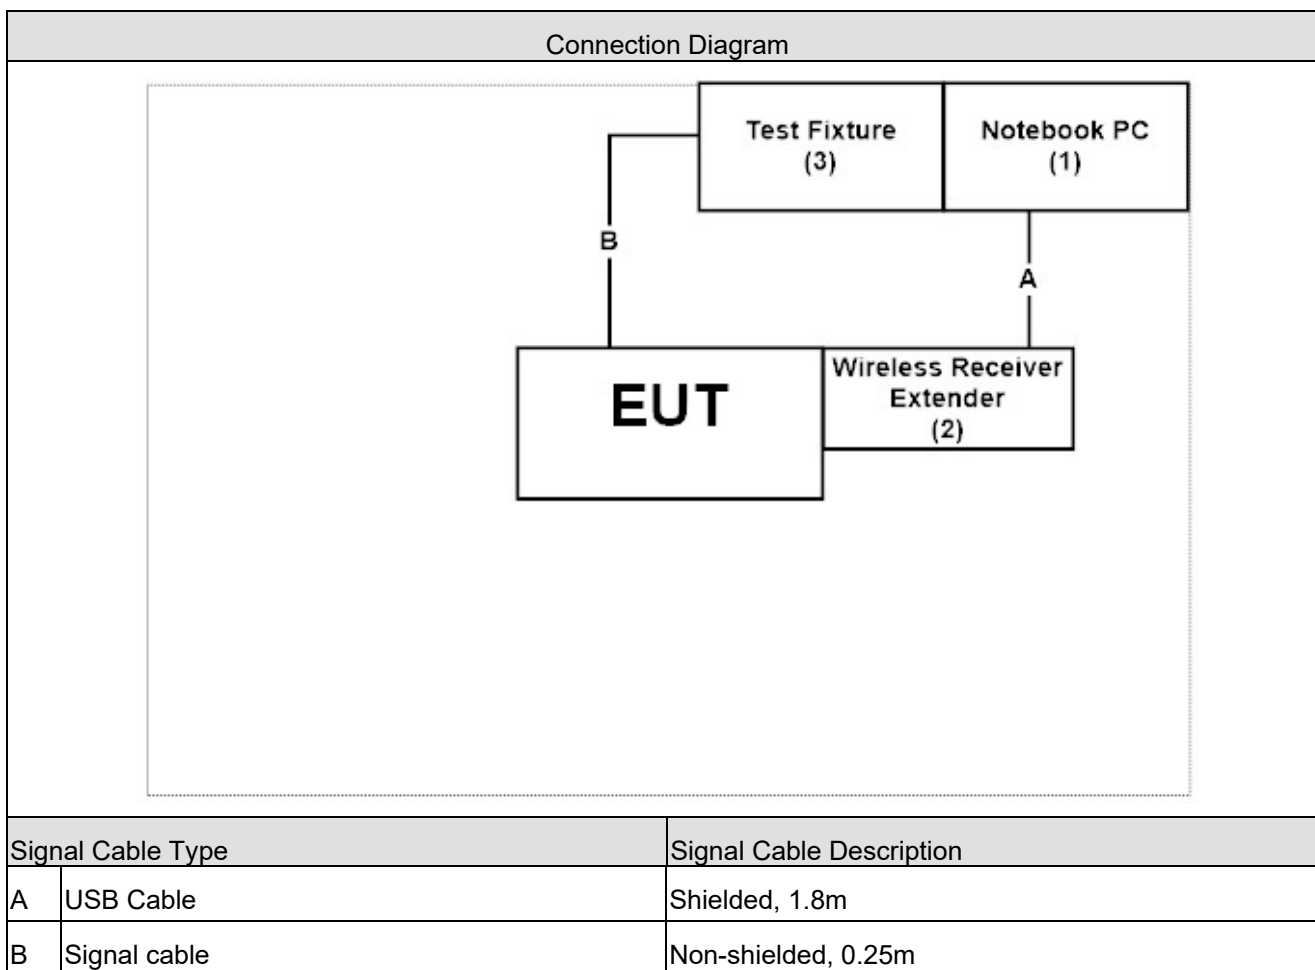 Connection Diagram
Test Fixture
(3)
Notebook PC
(1)
B
A
EUT
Wireless Receiver
Extender
(2)
Signal Cable Type
Signal Cable Description
A USB Cable Shielded, 1.8m
B Signal cable Non-shielded, 0.25m